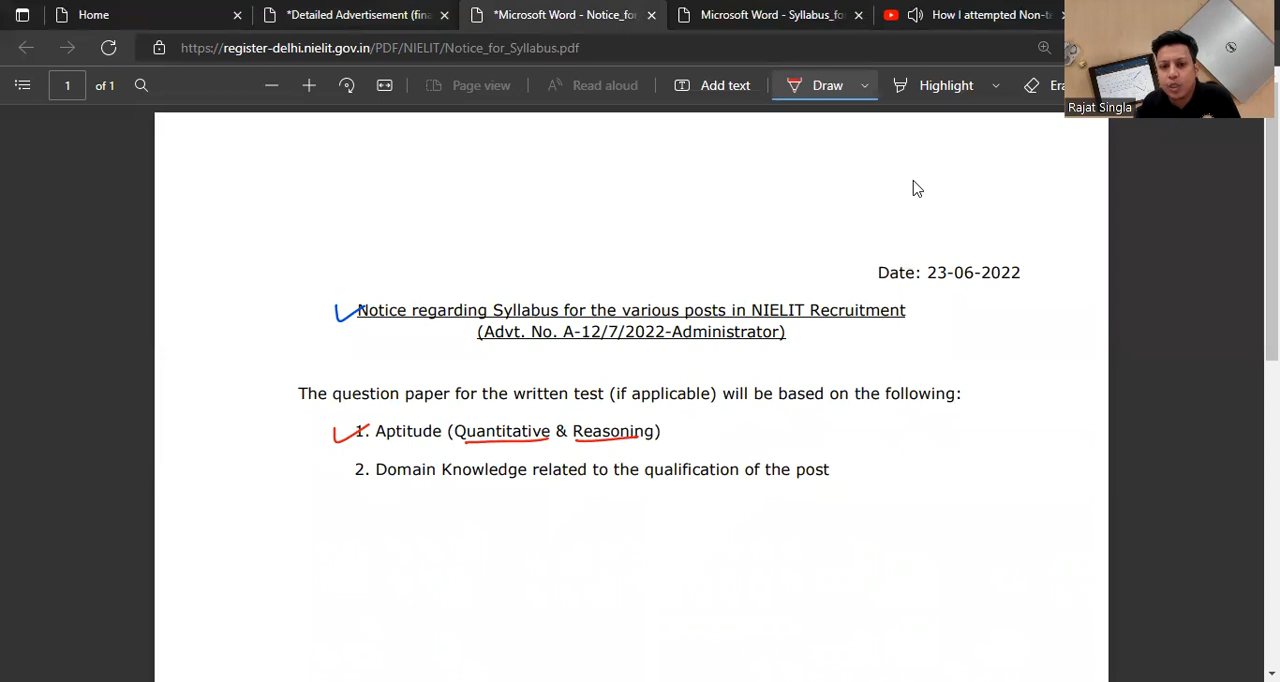 Home
*Detailed Advertisement (fina
*Microsoft Word - Notice_for
Microsoft Word - Syllabus_fo
How I attempted Non-te
https://register-delhi.nielit.gov.in/PDF/NIELIT/Notice_for_Syllabus.pdf
1 of 1
Page view
Read aloud
Add text
Draw
Highlight
Era
Rajat Singla
Date: 23-06-2022
Notice regarding Syllabus for the various posts in NIELIT Recruitment
(Advt. No. A-12/7/2022-Administrator)
The question paper for the written test (if applicable) will be based on the following:
1. Aptitude (Quantitative & Reasoning)
2. Domain Knowledge related to the qualification of the post